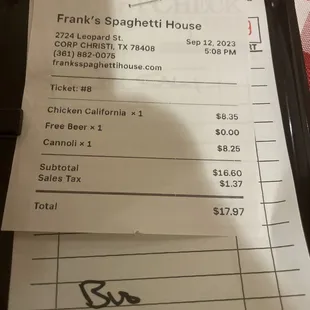 Frank's Spaghetti House
2724 Leopard St.
CORP CHRISTI, TX 78408
(361) 882-0075
franksspaghettihouse.com
Sep 12, 2023
5:08 PM
Ticket: #8
Chicken California × 1 $8.35
Free Beer × 1 $0.00
Cannoli × 1 $8.25
Subtotal $16.60
Sales Tax $1.37
Total $17.97